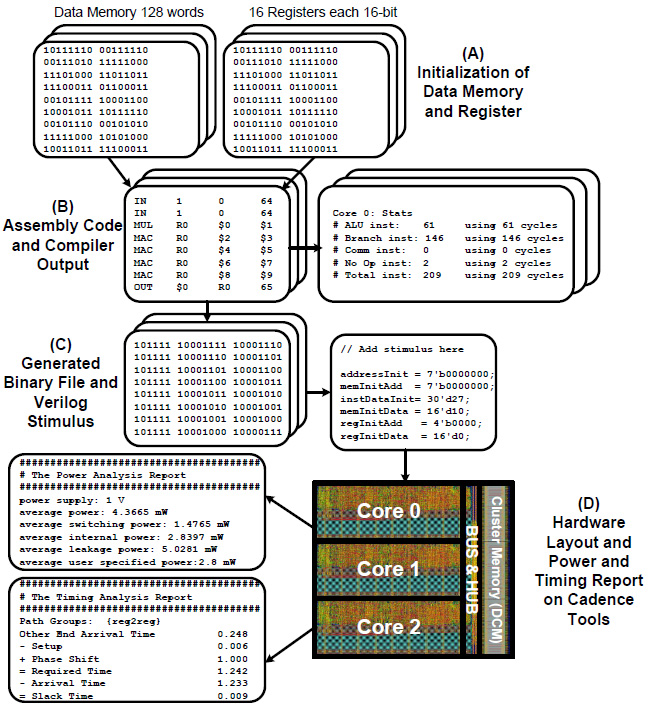 Data Memory 128 words
16 Registers each 16-bit
10111110 00111110
00111010 11111000
11101000 11011011
11100011 01100011
00101111 10001100
10001011 10111110
00101110 00101010
11111000 10101000
10011011 11100011
10111110 00111110
00111010 11111000
11101000 11011011
11100011 01100011
00101111 10001100
10001011 10111110
00101110 00101010
11111000 10101000
10011011 11100011
(A)
Initialization of
Data Memory
and Register
(B)
Assembly Code
and Compiler
Output
IN 1 0 64
IN 1 0 64
MUL R0 $0 $1
MAC R0 $2 $3
MAC R0 $4 $5
MAC R0 $6 $7
MAC R0 $8 $9
OUT $0 R0 65
Core 0: Stats
# ALU inst: 61 using 61 cycles
# Branch inst: 146 using 146 cycles
# Comm inst: 0 using 0 cycles
# No Op inst: 2 using 2 cycles
# Total inst: 209 using 209 cycles
(C)
Generated
Binary File and
Verilog
Stimulus
101111 10001111 10001110
101111 10001110 10001101
101111 10001101 10001100
101111 10001100 10001011
101111 10001011 10001010
101111 10001010 10001001
101111 10001001 10001000
101111 10001000 10000111
// Add stimulus here
addressInit = 7'b0000000;
memInitAdd = 7'b0000000;
instDataInit= 30'd27;
memInitData = 16'd10;
regInitAdd = 4'b0000;
regInitData = 16'd0;
#######################################
# The Power Analysis Report
#######################################
power supply: 1 V
average power: 4.3665 mW
average switching power: 1.4765 mW
average internal power: 2.8397 mW
average leakage power: 5.0281 mW
average user specified power:2.8 mW
#######################################
# The Timing Analysis Report
#######################################
Path Groups: {reg2reg}
Other End Arrival Time 0.248
- Setup 0.006
+ Phase Shift 1.000
= Required Time 1.242
- Arrival Time 1.233
= Slack Time 0.009
Core 0
Core 1
Core 2
BUS & HUB
Cluster Memory (DCM)
(D)
Hardware
Layout and
Power and
Timing Report
on Cadence
Tools